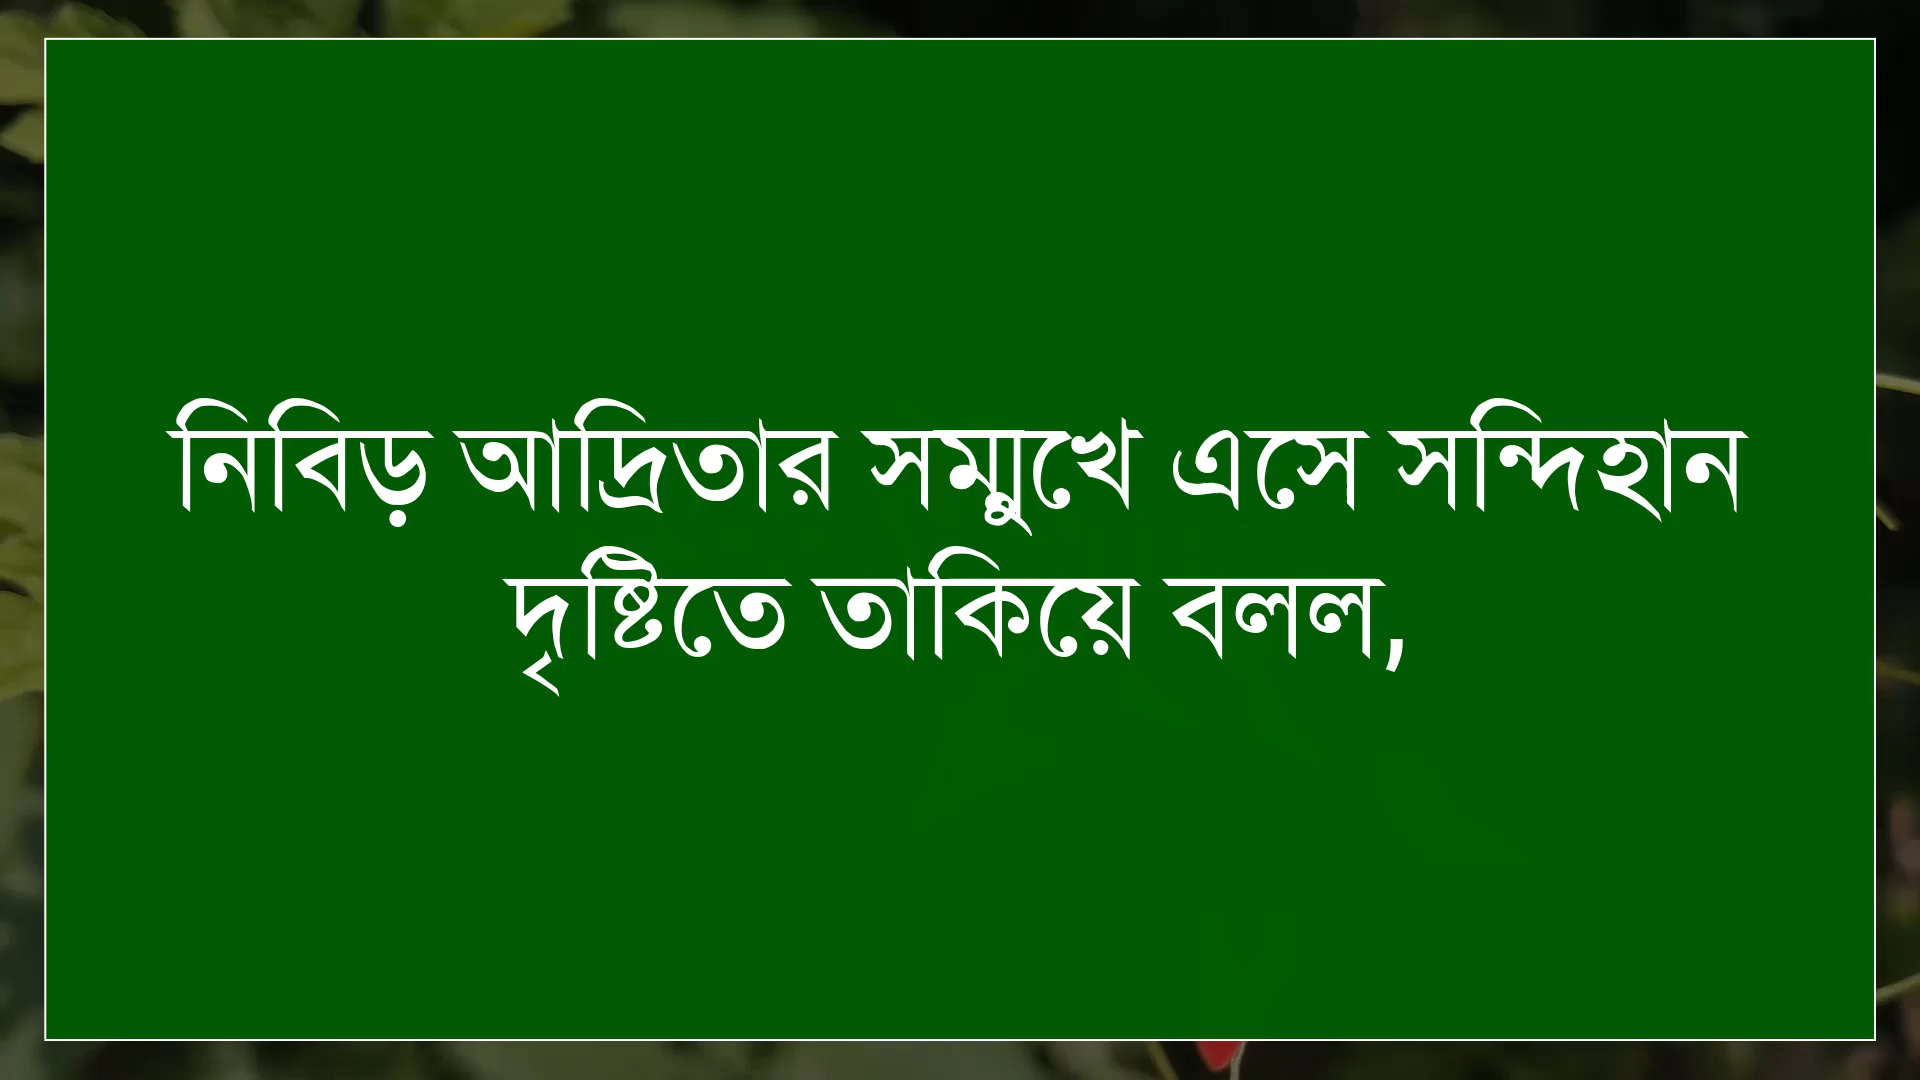 নিবিড় আদ্রিতার সম্মুখে এসে সন্দিহান
দৃষ্টিতে তাকিয়ে বলল,